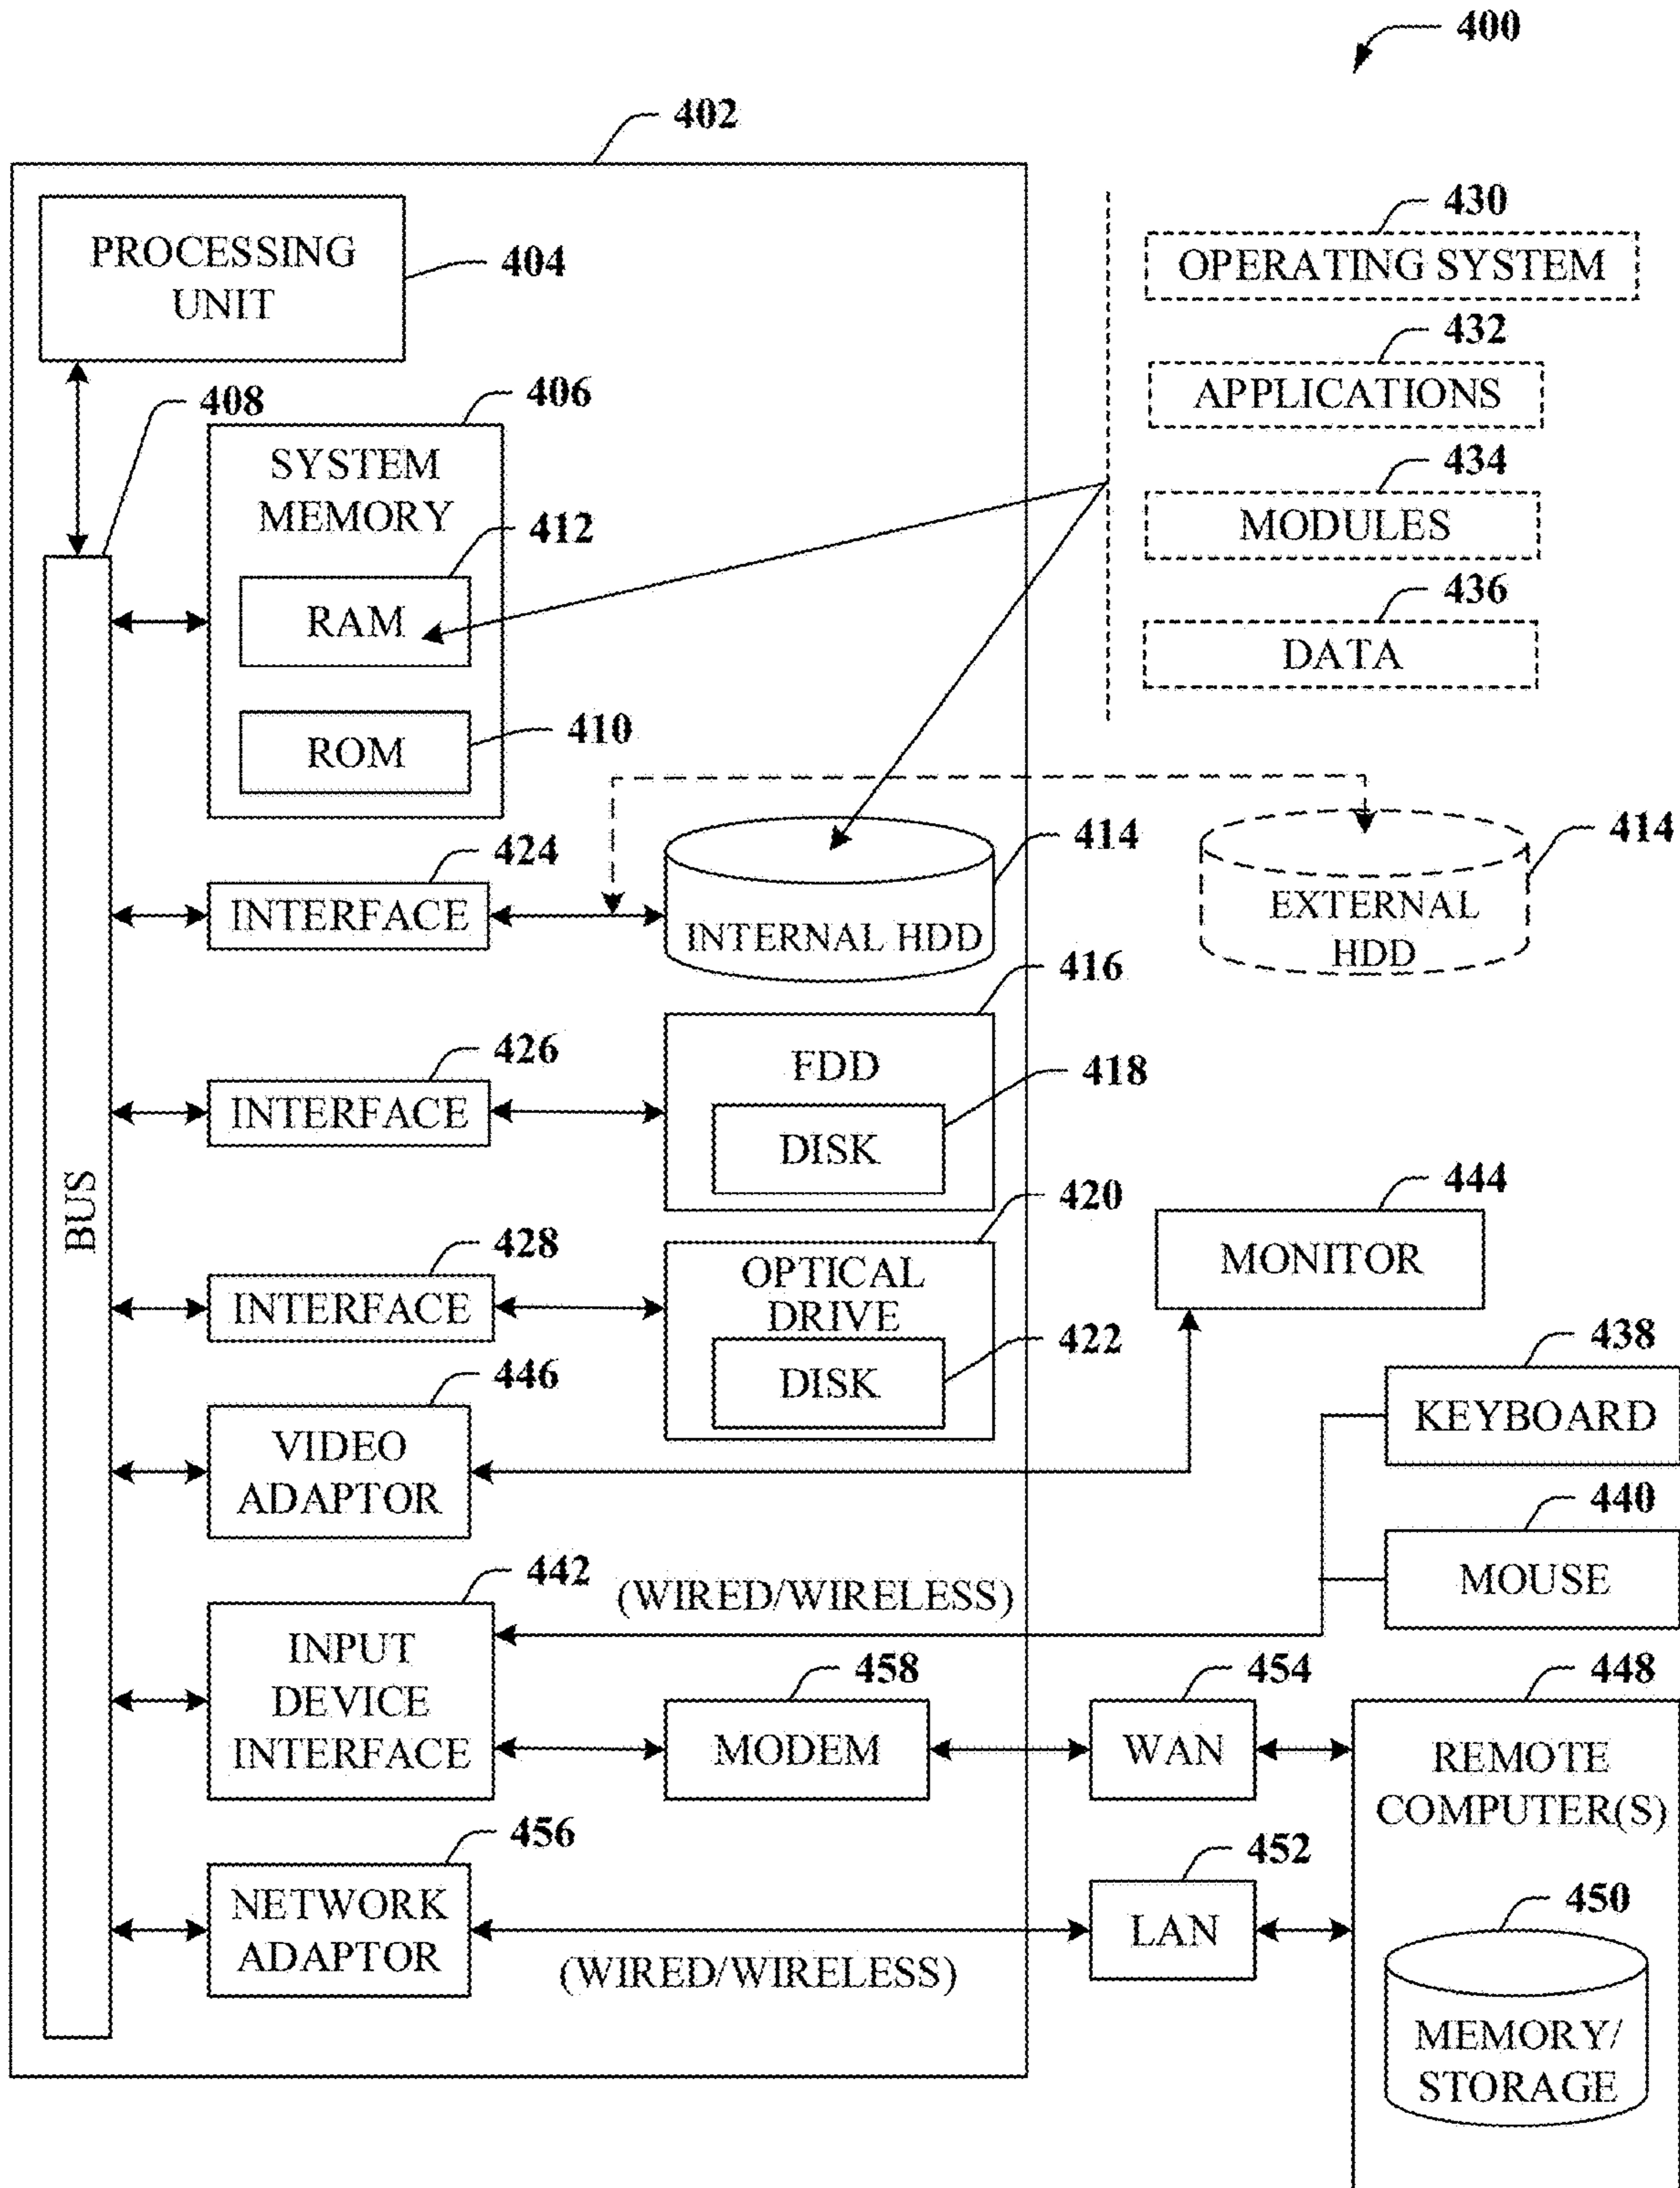 400
402
PROCESSING
UNIT
404
408
406
SYSTEM
MEMORY
412
RAM
410
ROM
430
OPERATING SYSTEM
432
APPLICATIONS
434
MODULES
436
DATA
424
INTERFACE
414
INTERNAL HDD
414
EXTERNAL
HDD
426
INTERFACE
416
FDD
418
DISK
BUS
428
INTERFACE
420
OPTICAL
DRIVE
422
DISK
444
MONITOR
446
VIDEO
ADAPTOR
438
KEYBOARD
440
MOUSE
442
INPUT
DEVICE
INTERFACE
(WIRED/WIRELESS)
458
MODEM
454
WAN
448
REMOTE
COMPUTER(S)
456
NETWORK
ADAPTOR
(WIRED/WIRELESS)
452
LAN
450
MEMORY/
STORAGE